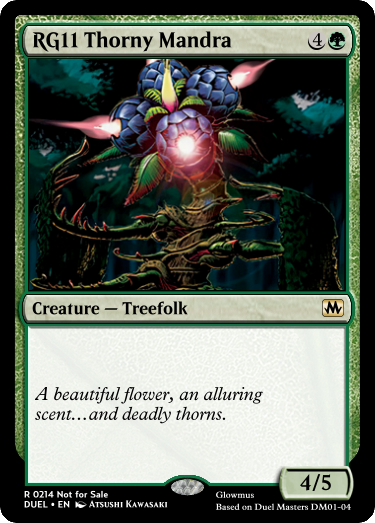 RG11 Thorny Mandra 4
Creature — Treefolk
A beautiful flower, an alluring
scent…and deadly thorns.
4/5
R 0214 Not for Sale
DUEL • EN Atsushi Kawasaki
Glowmus
Based on Duel Masters DM01-04